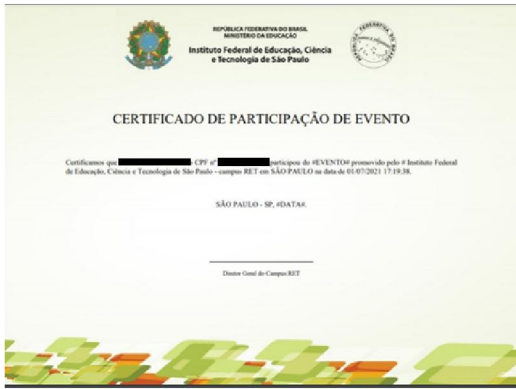 REPÚBLICA FEDERATIVA DO BRASIL
MINISTÉRIO DA EDUCAÇÃO
Instituto Federal de Educação, Ciência
e Tecnologia de São Paulo
CERTIFICADO DE PARTICIPAÇÃO DE EVENTO
Certificamos que CPF nº participou do #EVENTO# promovido pelo # Instituto Federal
de Educação, Ciência e Tecnologia de São Paulo - campus RET em SÃO PAULO na data de 01/07/2021 17:19:38.
SÃO PAULO - SP, #DATA#.
Diretor Geral do Campus RET